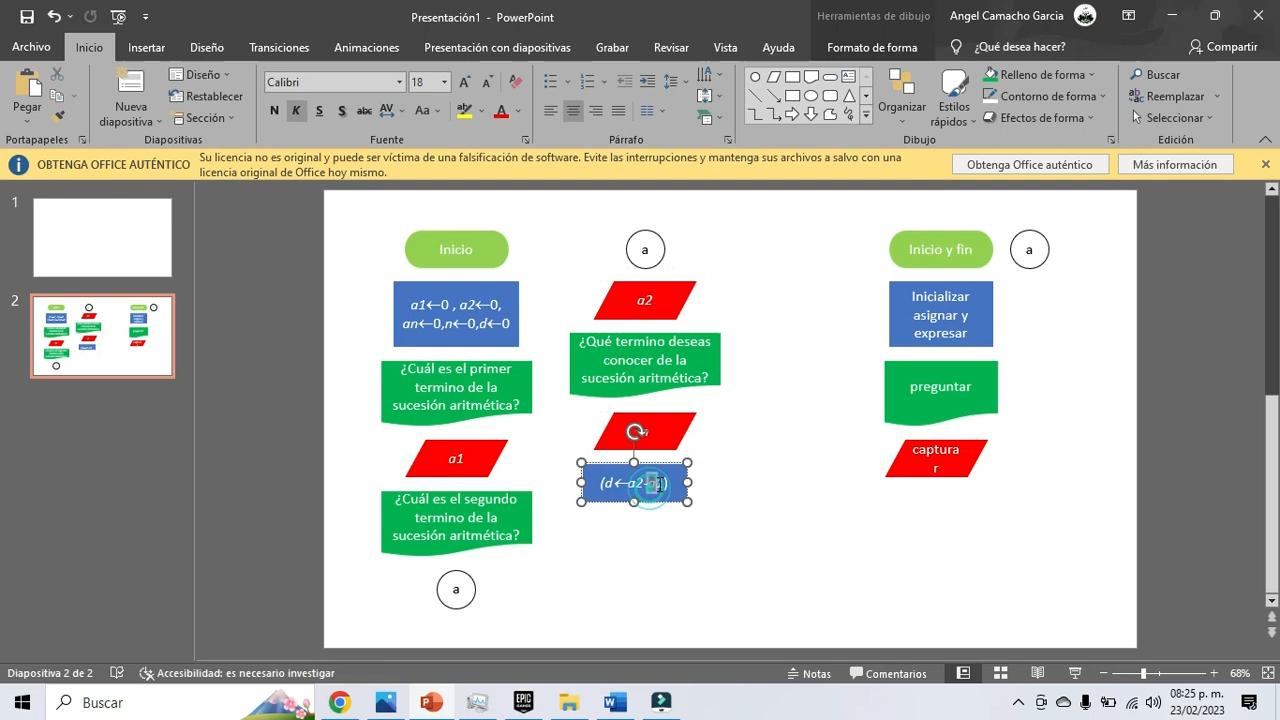 Presentación1 - PowerPoint
Herramientas de dibujo
Angel Camacho Garcia
Archivo
Inicio
Insertar
Diseño
Transiciones
Animaciones
Presentación con diapositivas
Grabar
Revisar
Vista
Ayuda
Formato de forma
¿Qué desea hacer?
Compartir
Pegar
Nueva
diapositiva
Diseño
Restablecer
Sección
Calibri
18
N K S S abc AV Aa A
Organizar
Estilos
rápidos
Relleno de forma
Contorno de forma
Efectos de forma
Buscar
Reemplazar
Seleccionar
Portapapeles
Diapositivas
Fuente
Párrafo
Dibujo
Edición
OBTENGA OFFICE AUTÉNTICO
Su licencia no es original y puede ser víctima de una falsificación de software. Evite las interrupciones y mantenga sus archivos a salvo con una
licencia original de Office hoy mismo.
Obtenga Office auténtico
Más información
1
2
Inicio
a1←0 , a2←0,
an←0,n←0,d←0
¿Cuál es el primer
termino de la
sucesión aritmética?
a1
¿Cuál es el segundo
termino de la
sucesión aritmética?
a
a
a2
¿Qué termino deseas
conocer de la
sucesión aritmética?
(d←a2-a1)
Inicio y fin
a
Inicializar
asignar y
expresar
preguntar
captura
r
Diapositiva 2 de 2
Accesibilidad: es necesario investigar
Notas
Comentarios
68%
Buscar
EPIC
GAMES
08:25 p. m.
23/02/2023